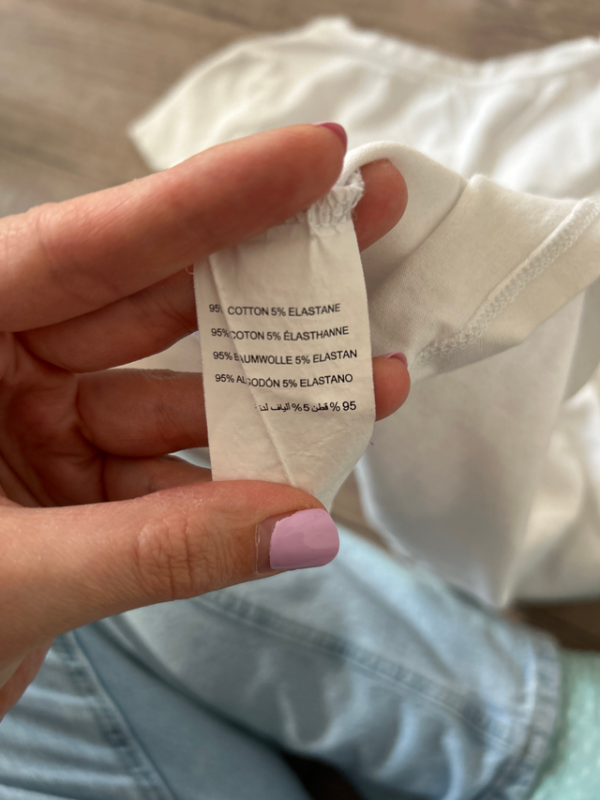 95% COTTON 5% ELASTANE
95% COTON 5% ÉLASTHANNE
95% BAUMWOLLE 5% ELASTAN
95% ALGODÓN 5% ELASTANO
95 % قطن 5% ألياف